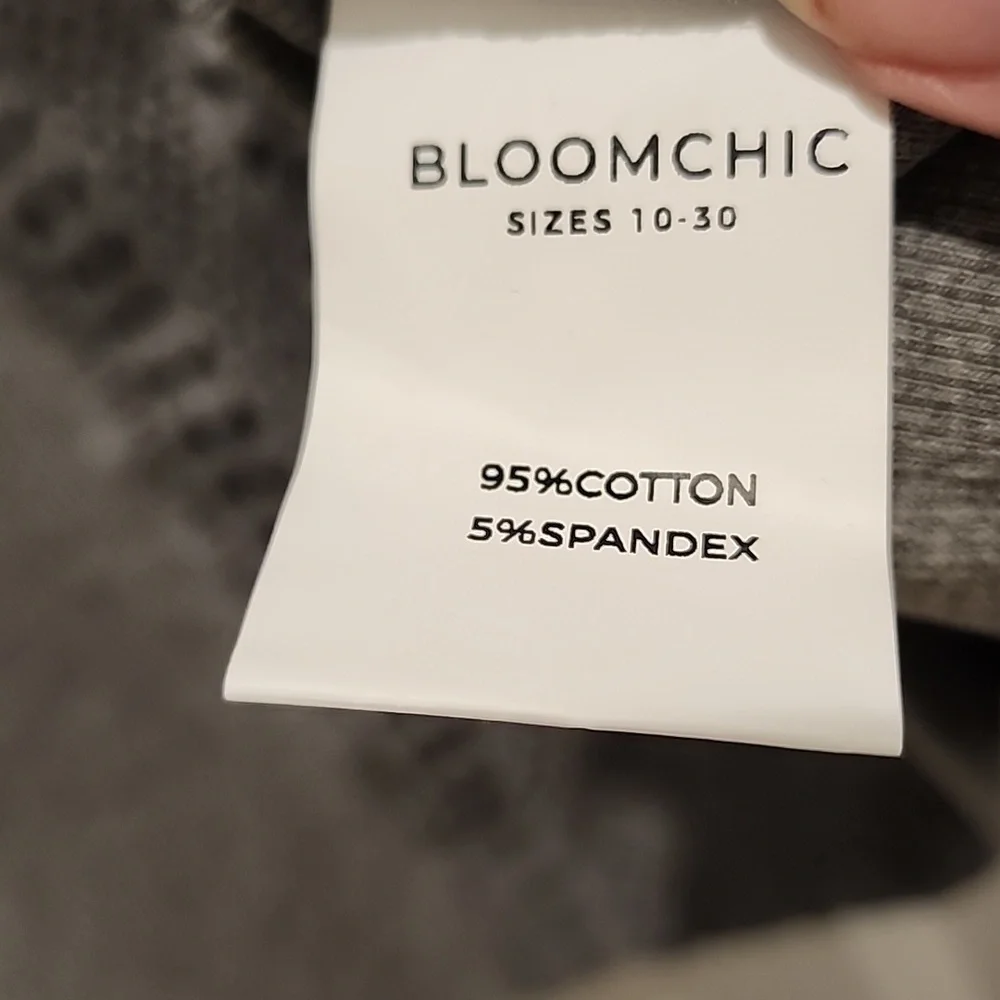 BLOOMCHIC
SIZES 10-30
95%COTTON
5%SPANDEX